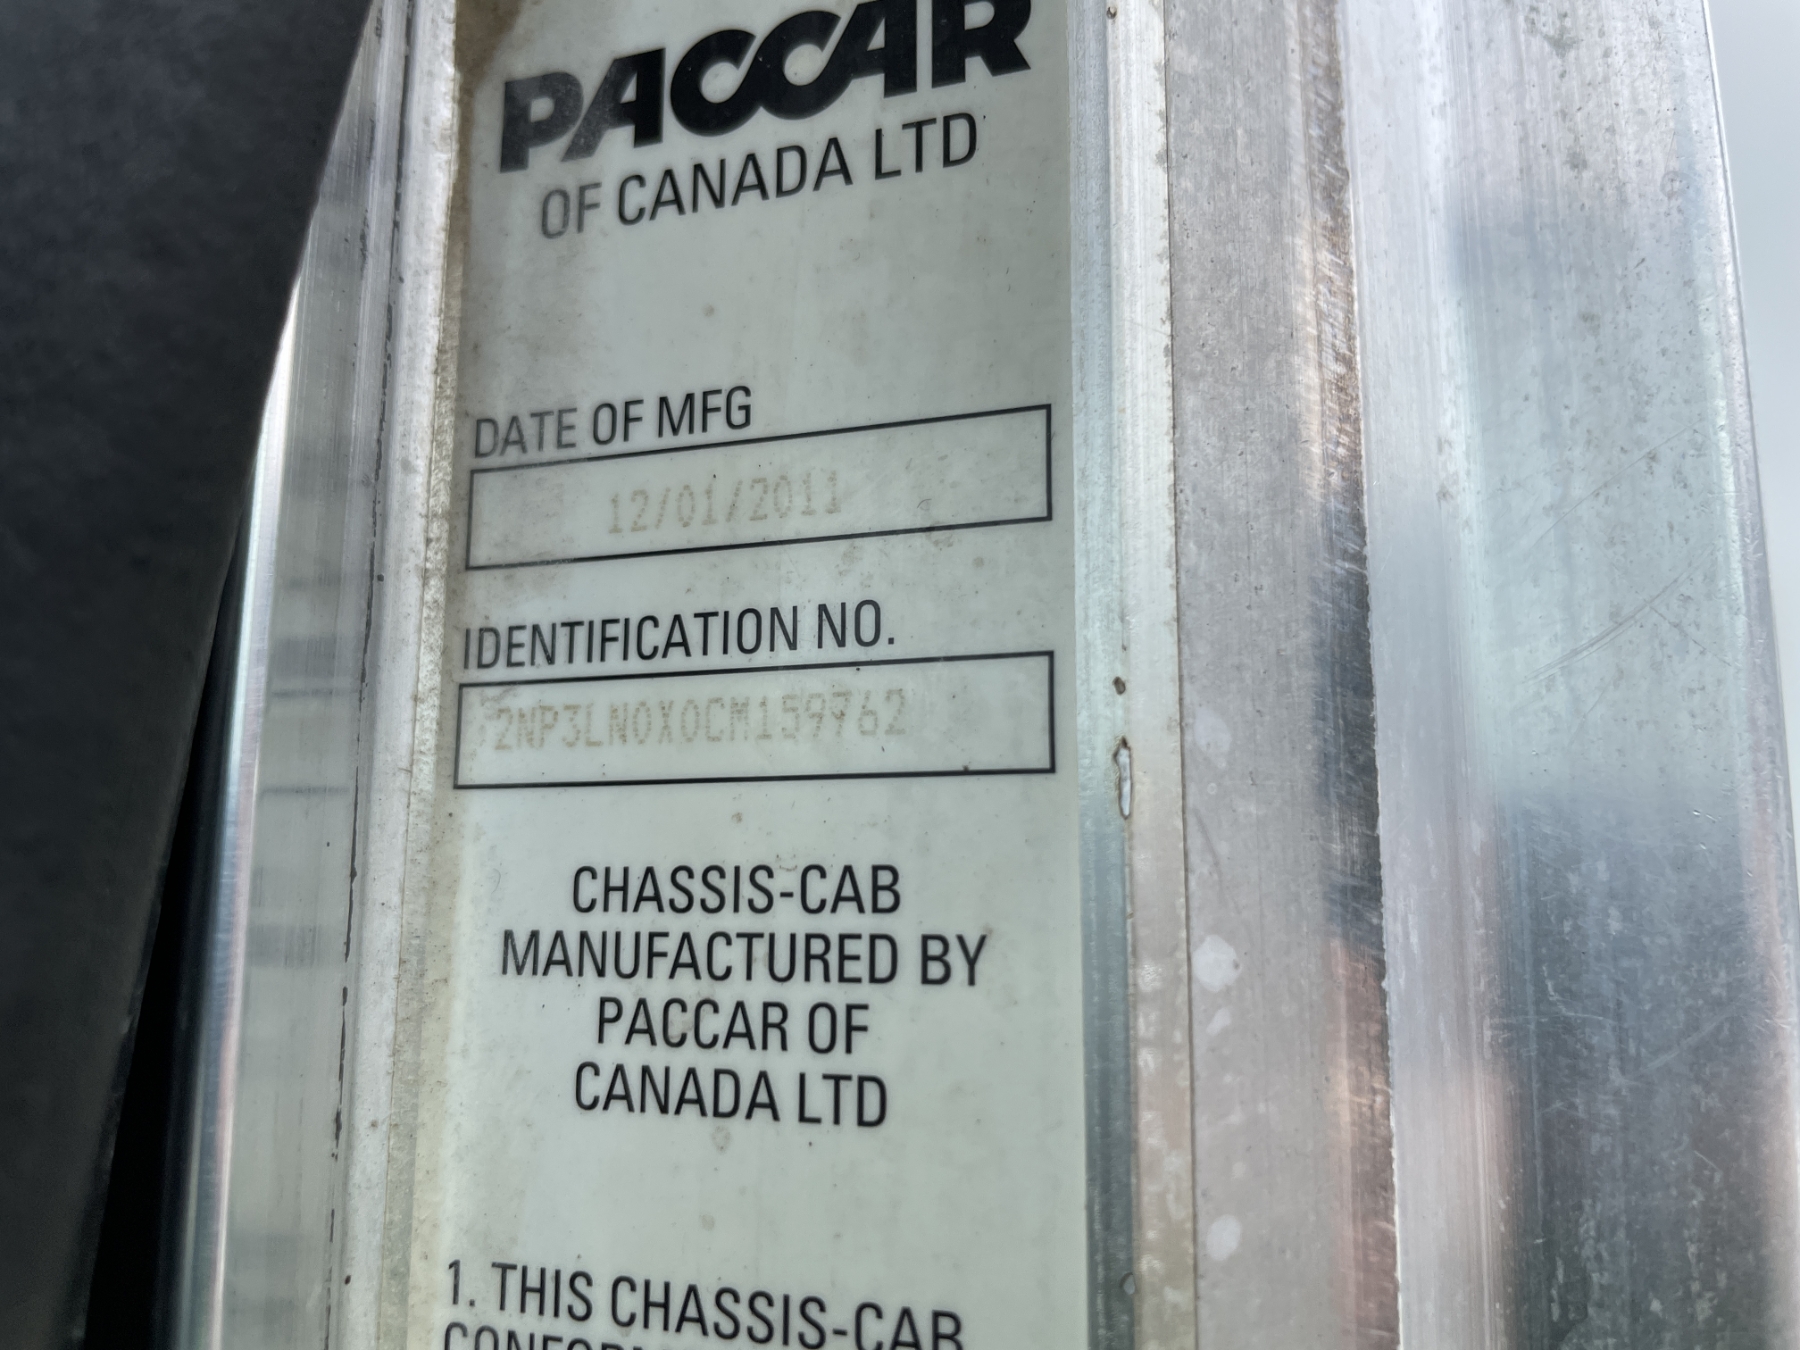 PACCAR
OF CANADA LTD
DATE OF MFG
12/01/2011
IDENTIFICATION NO.
2NP3LN0X0CM159762
CHASSIS-CAB
MANUFACTURED BY
PACCAR OF
CANADA LTD
1. THIS CHASSIS-CAB